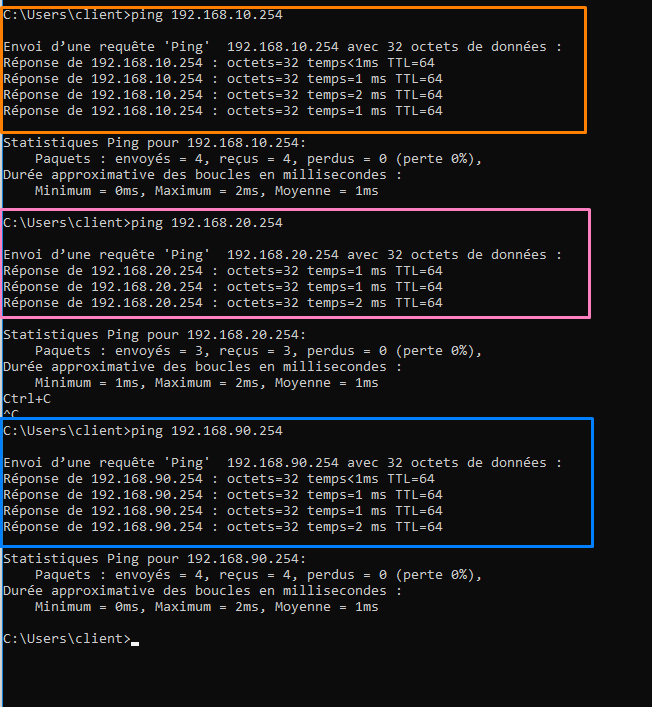 C:\Users\client>ping 192.168.10.254
Envoi d’une requête 'Ping'  192.168.10.254 avec 32 octets de données :
Réponse de 192.168.10.254 : octets=32 temps<1ms TTL=64
Réponse de 192.168.10.254 : octets=32 temps=1 ms TTL=64
Réponse de 192.168.10.254 : octets=32 temps=2 ms TTL=64
Réponse de 192.168.10.254 : octets=32 temps=1 ms TTL=64
Statistiques Ping pour 192.168.10.254:
    Paquets : envoyés = 4, reçus = 4, perdus = 0 (perte 0%),
Durée approximative des boucles en millisecondes :
    Minimum = 0ms, Maximum = 2ms, Moyenne = 1ms
C:\Users\client>ping 192.168.20.254
Envoi d’une requête 'Ping'  192.168.20.254 avec 32 octets de données :
Réponse de 192.168.20.254 : octets=32 temps=1 ms TTL=64
Réponse de 192.168.20.254 : octets=32 temps=1 ms TTL=64
Réponse de 192.168.20.254 : octets=32 temps=2 ms TTL=64
Statistiques Ping pour 192.168.20.254:
    Paquets : envoyés = 3, reçus = 3, perdus = 0 (perte 0%),
Durée approximative des boucles en millisecondes :
    Minimum = 1ms, Maximum = 2ms, Moyenne = 1ms
Ctrl+C
^C
C:\Users\client>ping 192.168.90.254
Envoi d’une requête 'Ping'  192.168.90.254 avec 32 octets de données :
Réponse de 192.168.90.254 : octets=32 temps<1ms TTL=64
Réponse de 192.168.90.254 : octets=32 temps=1 ms TTL=64
Réponse de 192.168.90.254 : octets=32 temps=1 ms TTL=64
Réponse de 192.168.90.254 : octets=32 temps=2 ms TTL=64
Statistiques Ping pour 192.168.90.254:
    Paquets : envoyés = 4, reçus = 4, perdus = 0 (perte 0%),
Durée approximative des boucles en millisecondes :
    Minimum = 0ms, Maximum = 2ms, Moyenne = 1ms
C:\Users\client>